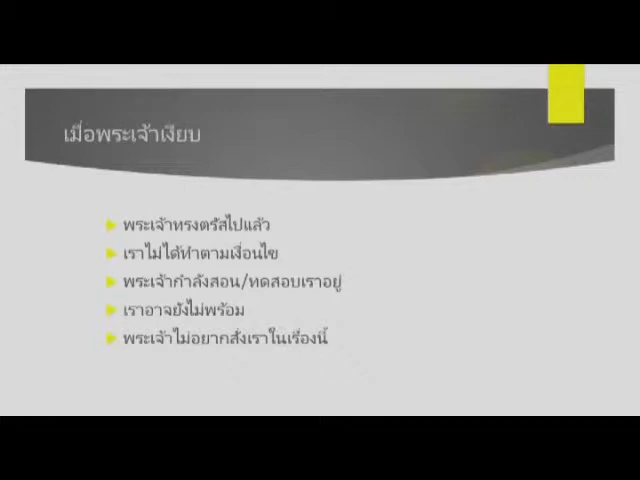 เมื่อพระเจ้าเงียบ
พระเจ้าทรงตรัสไปแล้ว
เราไม่ได้ทำตามเงื่อนไข
พระเจ้ากำลังสอน/ทดสอบเราอยู่
เราอาจยังไม่พร้อม
พระเจ้าไม่อยากสั่งเราในเรื่องนี้